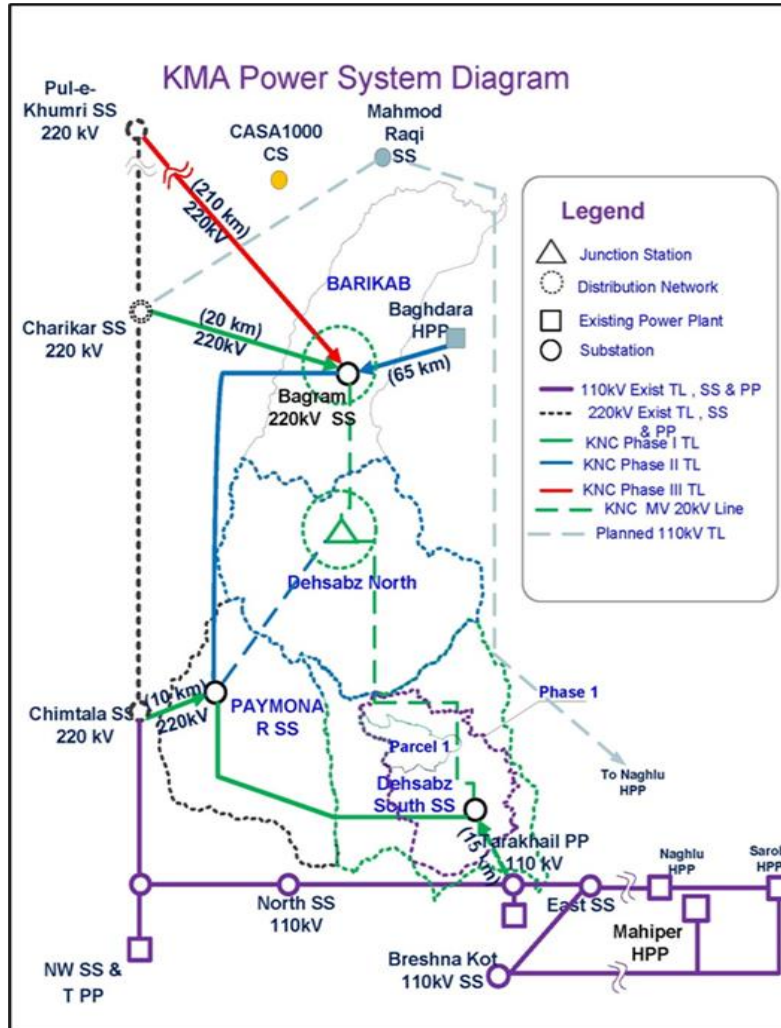 KMA Power System Diagram
Pul-e-
Khumri SS
220 kV
CASA1000
CS
Mahmod
Raqi
SS
(210 km)
220kV
BARIKAB
Charikar SS
220 kV
(20 km)
220kV
Baghdara
HPP
(65 km)
Bagram
220kV SS
Dehsabz North
Chimtala SS
220 kV
(10 km)
220kV
PAYMONA
R SS
Phase 1
Parcel 1
Dehsabz
South SS
To Naghlu
HPP
(15 km)
Tarakhail PP
110 kV
North SS
110kV
East SS
Naghlu
HPP
Sarobi
HPP
Mahiper
HPP
NW SS &
T PP
Breshna Kot
110kV SS
Legend
Junction Station
Distribution Network
Existing Power Plant
Substation
110kV Exist TL , SS & PP
220kV Exist TL , SS
& PP
KNC Phase I TL
KNC Phase II TL
KNC Phase III TL
KNC MV 20kV Line
Planned 110kV TL